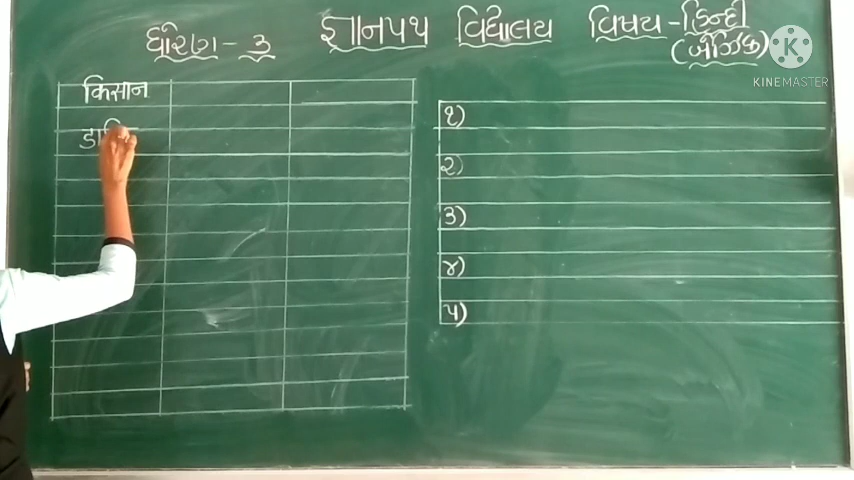 ધોરણ - ૩ જ્ઞાનપથ વિદ્યાલય વિષય - હિન્દી
(બેઝિક)
KINEMASTER
किसान
૧)
૨)
૩)
૪)
૫)